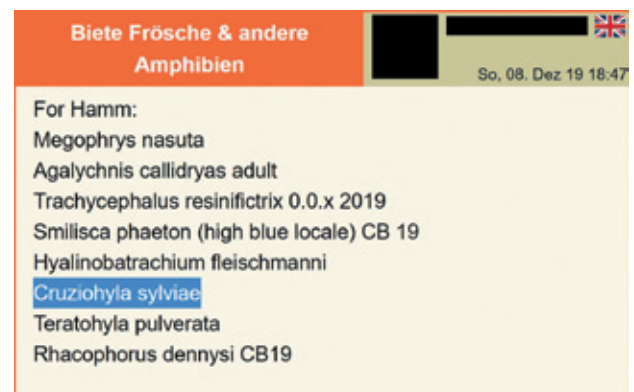 Biete Frösche & andere
Amphibien
So, 08. Dez 19 18:47
For Hamm:
Megophrys nasuta
Agalychnis callidryas adult
Trachycephalus resinifictrix 0.0.x 2019
Smilisca phaeton (high blue locale) CB 19
Hyalinobatrachium fleischmanni
Cruziohyla sylviae
Teratohyla pulverata
Rhacophorus dennysi CB19